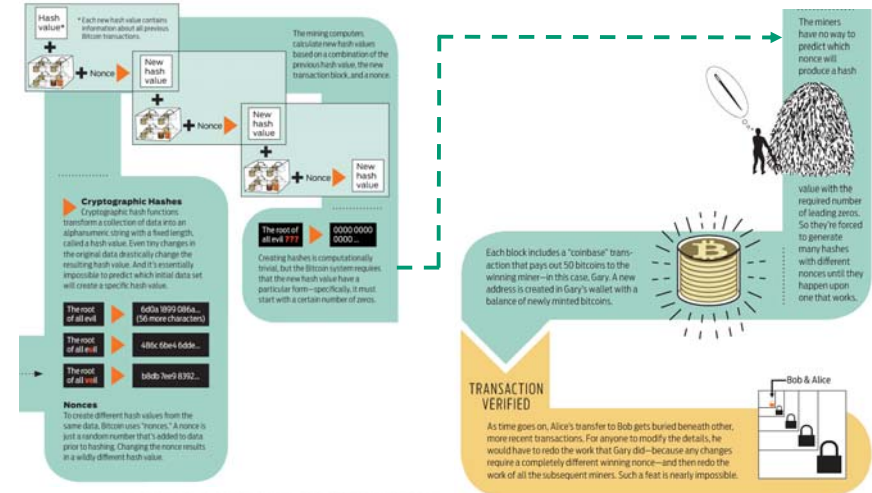 Hash
value*
* Each new hash value contains
information about all previous
Bitcoin transactions.
+
+ Nonce
New
hash
value
The mining computers
calculate new hash values
based on a combination of the
previous hash value, the new
transaction block, and a nonce.
+
+ Nonce
New
hash
value
+
+ Nonce
New
hash
value
Cryptographic Hashes
Cryptographic hash functions
transform a collection of data into an
alphanumeric string with a fixed length,
called a hash value. Even tiny changes in
the original data drastically change the
resulting hash value. And it's essentially
impossible to predict which initial data set
will create a specific hash value.
The root
of all evil
6d0a 1899 086a...
(56 more characters)
The root
of all evil
486c 6be4 6dde...
The root
of all veil
b8db 7ee9 8392...
Nonces
To create different hash values from the
same data, Bitcoin uses "nonces." A nonce is
just a random number that's added to data
prior to hashing. Changing the nonce results
in a wildly different hash value.
The root of
all evil ???
0000 0000
0000 ...
Creating hashes is computationally
trivial, but the Bitcoin system requires
that the new hash value have a
particular form—specifically, it must
start with a certain number of zeros.
The miners
have no way to
predict which
nonce will
produce a hash
value with the
required number
of leading zeros.
So they're forced
to generate
many hashes
with different
nonces until they
happen upon
one that works.
Each block includes a "coinbase" trans-
action that pays out 50 bitcoins to the
winning miner—in this case, Gary. A new
address is created in Gary's wallet with a
balance of newly minted bitcoins.
TRANSACTION
VERIFIED
As time goes on, Alice's transfer to Bob gets buried beneath other,
more recent transactions. For anyone to modify the details, he
would have to redo the work that Gary did—because any changes
require a completely different winning nonce—and then redo the
work of all the subsequent miners. Such a feat is nearly impossible.
Bob & Alice